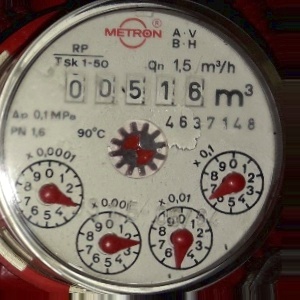 METRON
A·V
B·H
RP
Tsk 1-50
qn 1,5 m³/h
00516 m³
Δp 0,1 MPa
4637148
PN 1,6
90°C
x 0,0001
x 0,1
x 0,001
x 0,01